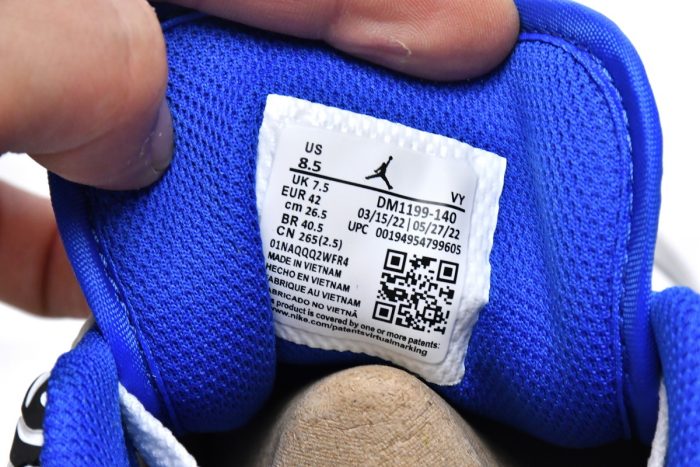 US
8.5
UK 7.5
EUR 42
cm 26.5
BR 40.5
CN 265(2.5)
VY
DM1199-140
03/15/22 | 05/27/22
UPC 00194954799605
01NAQQQ2WFR4
MADE IN VIETNAM
HECHO EN VIETNAM
FABRIQUE AU VIETNAM
FABRICADO NO VIETNÃ
product is covered by one or more patents:
www.nike.com/patentsvirtualmarking